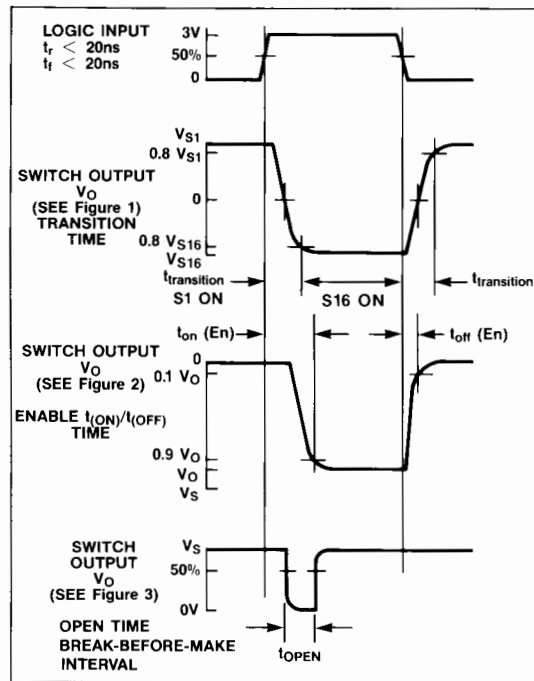 LOGIC INPUT
tr < 20ns
tf < 20ns
3V
50%
0
VS1
0.8 VS1
SWITCH OUTPUT
VO
(SEE Figure 1)
TRANSITION
TIME
0
0.8 VS16
VS16
ttransition
S1 ON
S16 ON
ttransition
ton (En)
toff (En)
SWITCH OUTPUT
VO
(SEE Figure 2)
0
0.1 VO
ENABLE t(ON)/t(OFF)
TIME
0.9 VO
VO
VS
SWITCH
OUTPUT
VO
(SEE Figure 3)
VS
50%
0V
OPEN TIME
BREAK-BEFORE-MAKE
INTERVAL
tOPEN